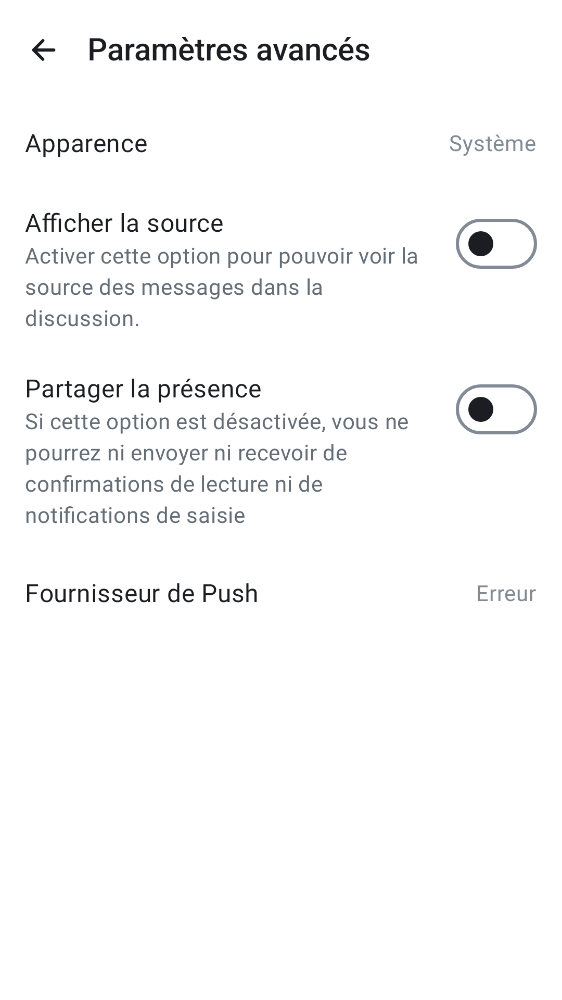 Paramètres avancés
Apparence
Système
Afficher la source
Activer cette option pour pouvoir voir la
source des messages dans la
discussion.
Partager la présence
Si cette option est désactivée, vous ne
pourrez ni envoyer ni recevoir de
confirmations de lecture ni de
notifications de saisie
Fournisseur de Push
Erreur